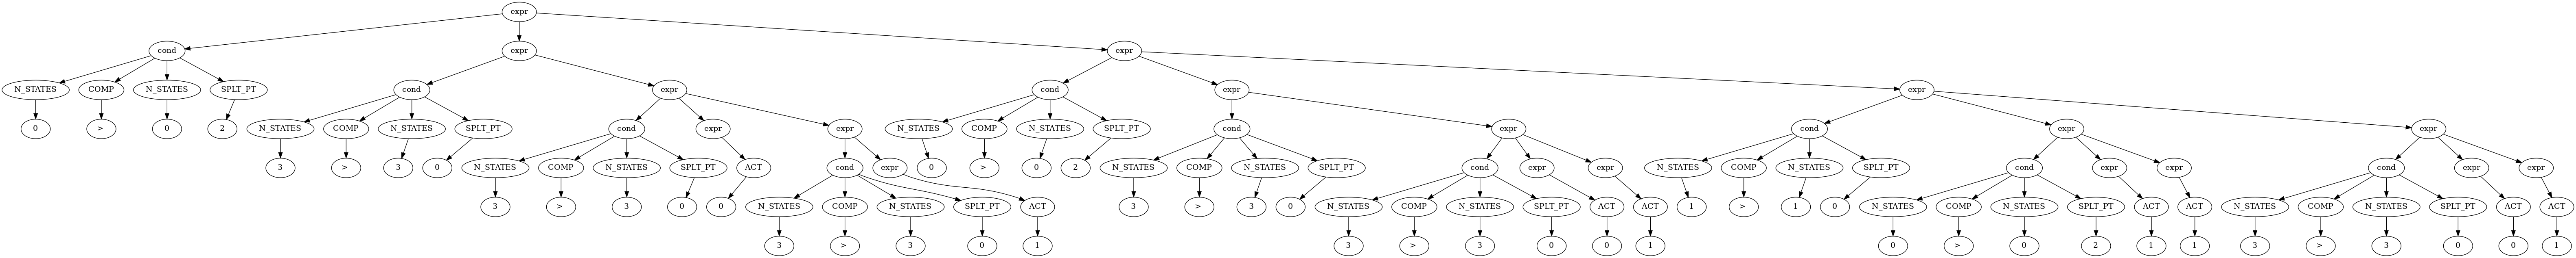 expr
cond expr expr
N_STATES COMP N_STATES SPLT_PT cond expr cond expr expr
0 > 0 2 N_STATES COMP N_STATES SPLT_PT cond expr expr N_STATES COMP N_STATES SPLT_PT cond expr cond expr expr
3 > 3 0 N_STATES COMP N_STATES SPLT_PT ACT cond expr 0 > 0 2 N_STATES COMP N_STATES SPLT_PT cond expr expr N_STATES COMP N_STATES SPLT_PT cond expr expr cond expr expr
3 > 3 0 0 N_STATES COMP N_STATES SPLT_PT ACT 3 > 3 0 N_STATES COMP N_STATES SPLT_PT ACT ACT 1 > 1 0 N_STATES COMP N_STATES SPLT_PT ACT ACT N_STATES COMP N_STATES SPLT_PT ACT ACT
3 > 3 0 1 3 > 3 0 0 1 0 > 0 2 1 1 3 > 3 0 0 1